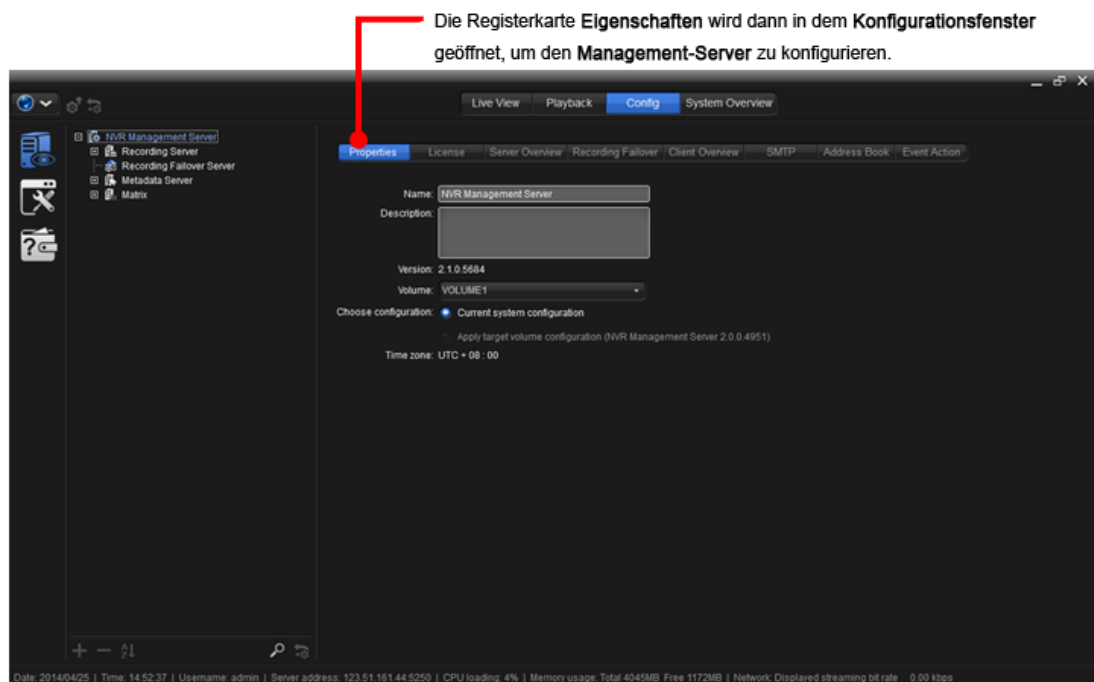 Die Registerkarte Eigenschaften wird dann in dem Konfigurationsfenster
geöffnet, um den Management-Server zu konfigurieren.
Live View Playback Config System Overview
NVR Management Server
Recording Server
Recording Failover Server
Metadata Server
Matrix
Properties License Server Overview Recording Failover Client Overview SMTP Address Book Event Action
Name: NVR Management Server
Description:
Version: 2.1.0.5684
Volume: VOLUME1
Choose configuration: Current system configuration
Apply target volume configuration (NVR Management Server 2.0.0.4951)
Time zone: UTC + 08 : 00
Date: 2014/04/25 | Time: 14:52:37 | Username: admin | Server address: 123.51.161.44:5250 | CPU loading: 4% | Memory usage: Total 4045MB Free 1172MB | Network: Displayed streaming bit rate 0.00 kbps